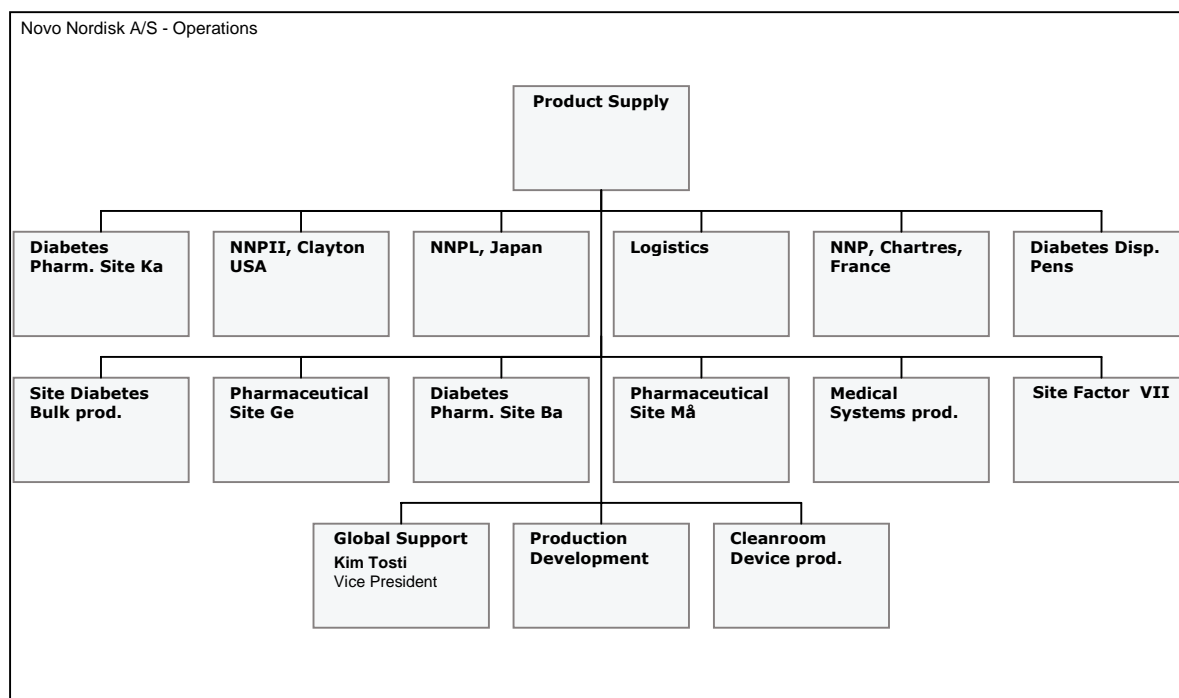 Novo Nordisk A/S - Operations
Product Supply
Diabetes
Pharm. Site Ka
NNPII, Clayton
USA
NNPL, Japan
Logistics
NNP, Chartres,
France
Diabetes Disp.
Pens
Site Diabetes
Bulk prod.
Pharmaceutical
Site Ge
Diabetes
Pharm. Site Ba
Pharmaceutical
Site Må
Medical
Systems prod.
Site Factor VII
Global Support
Kim Tosti
Vice President
Production
Development
Cleanroom
Device prod.